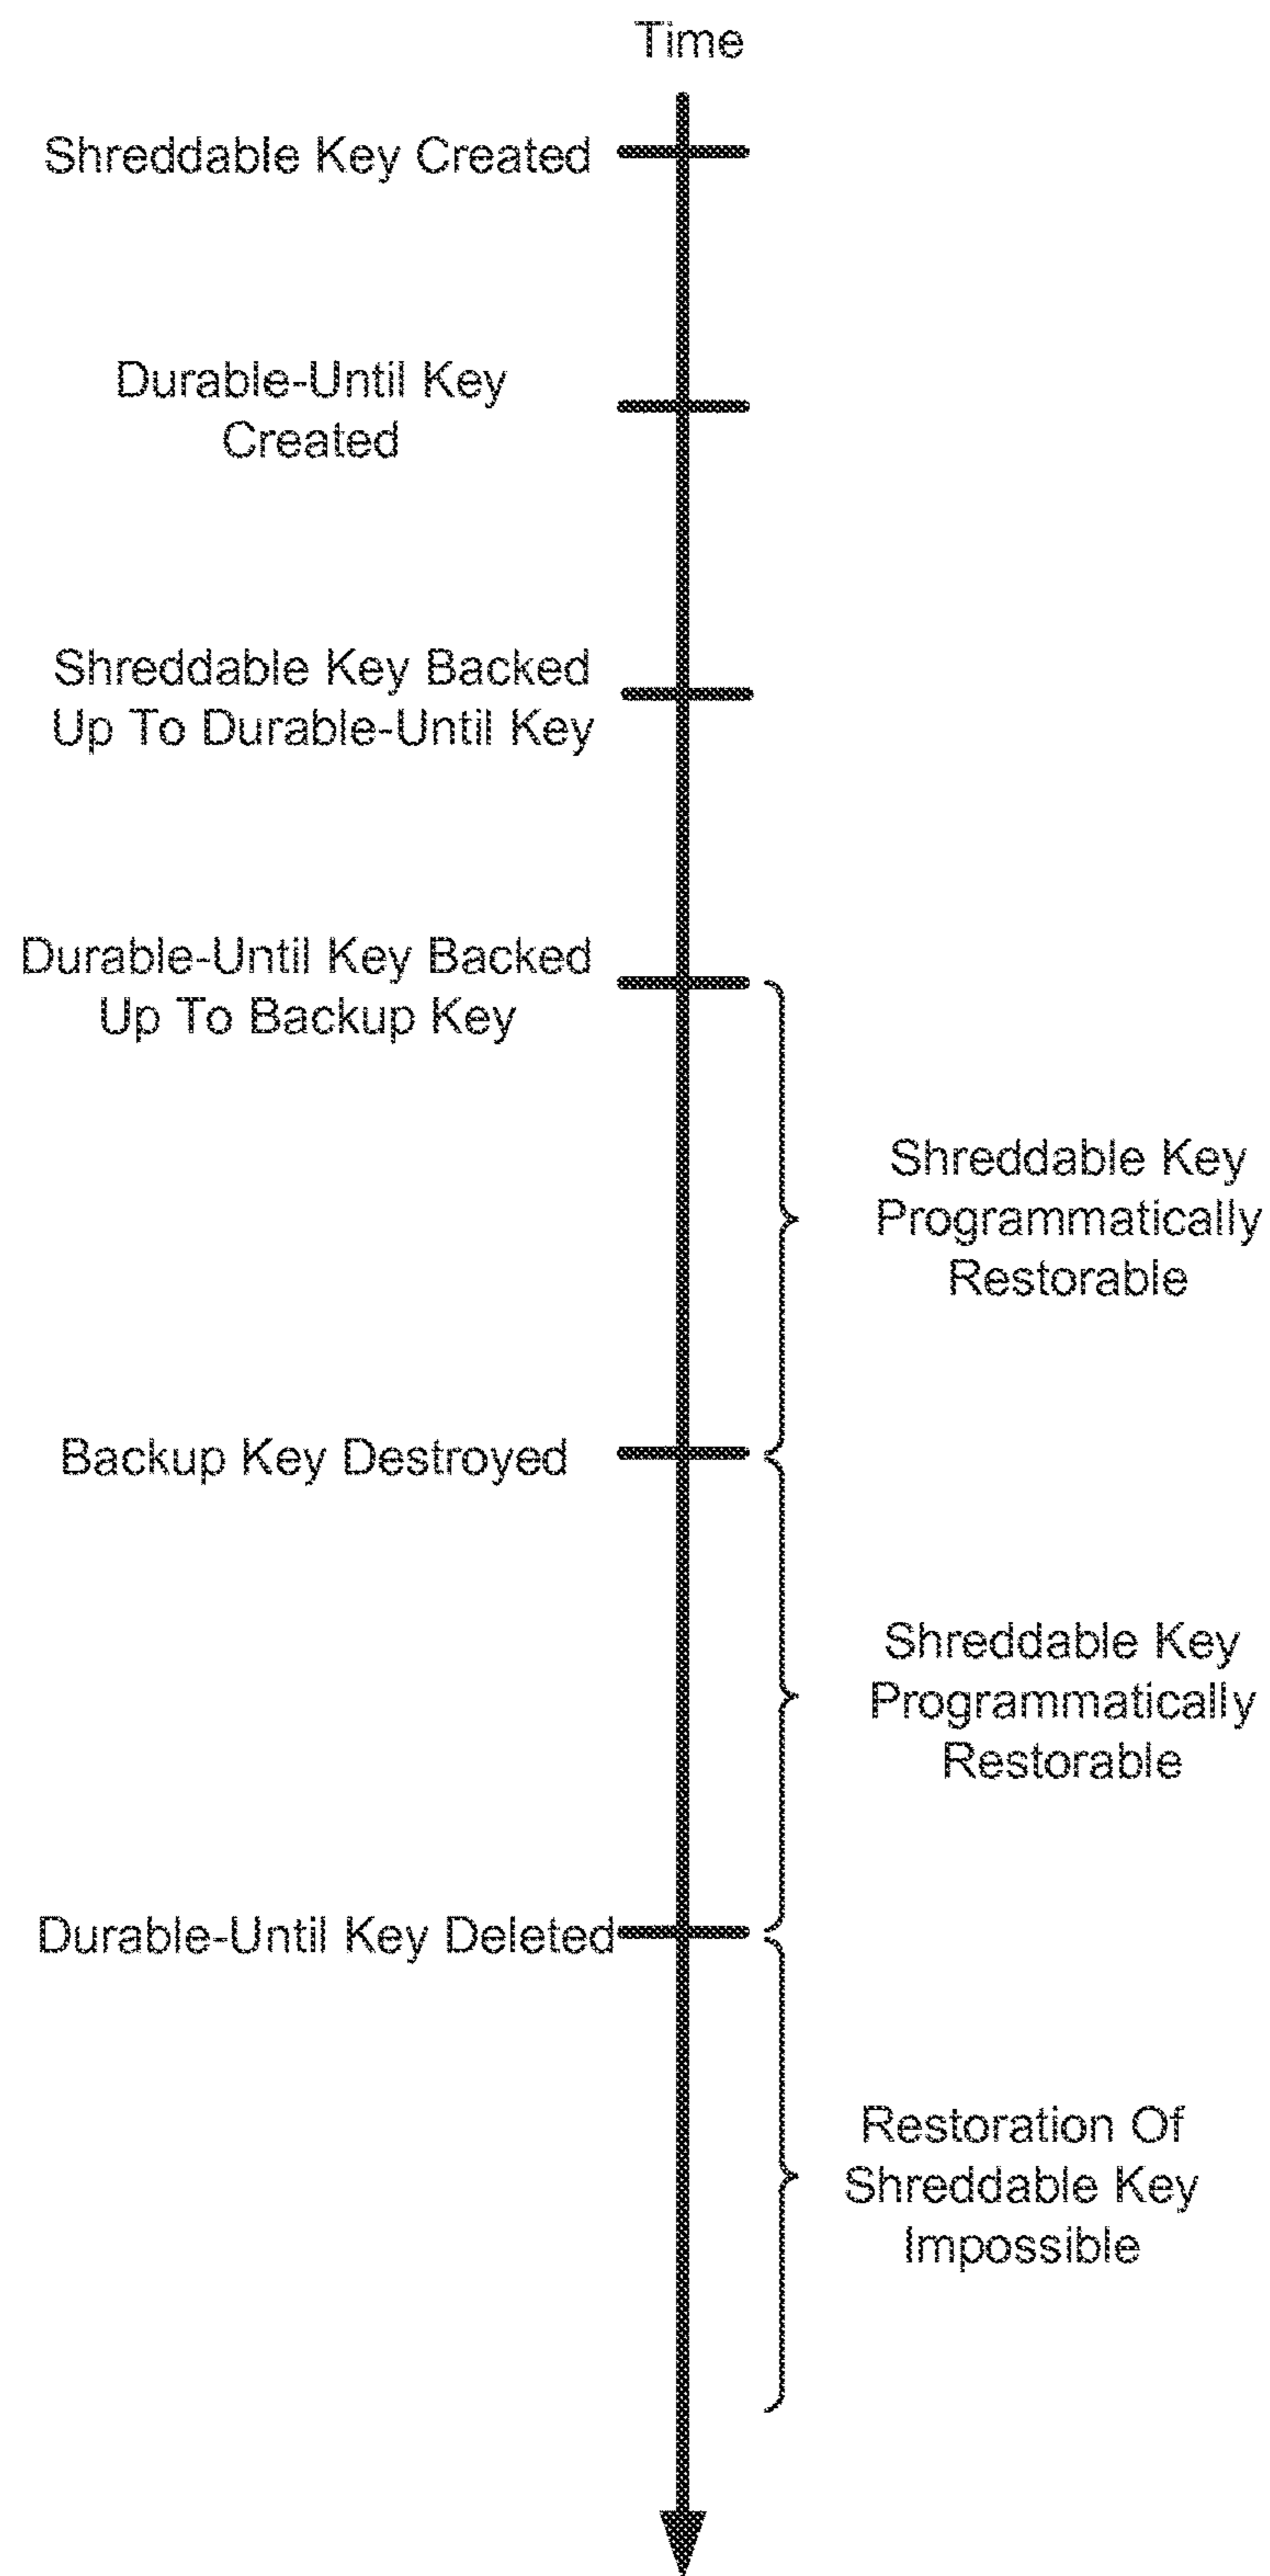 Time
Shreddable Key Created
Durable-Until Key
Created
Shreddable Key Backed
Up To Durable-Until Key
Durable-Until Key Backed
Up To Backup Key
Shreddable Key
Programmatically
Restorable
Backup Key Destroyed
Shreddable Key
Programmatically
Restorable
Durable-Until Key Deleted
Restoration Of
Shreddable Key
Impossible